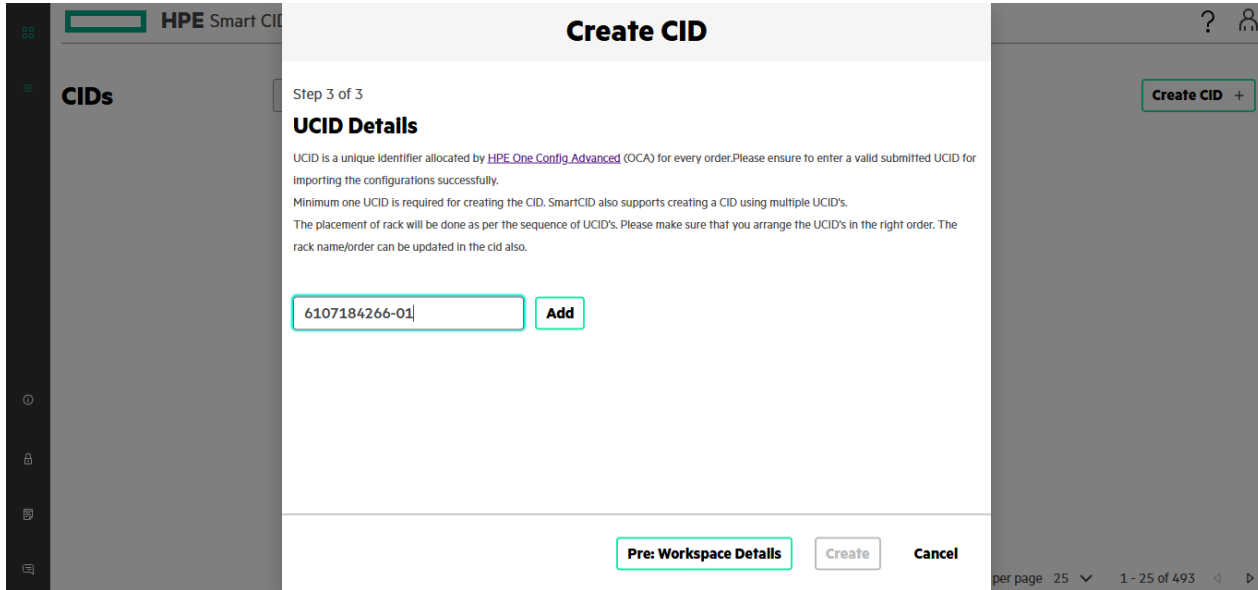 HPE Smart CID
Create CID
?
CIDs
Create CID +
Step 3 of 3
UCID Details
UCID is a unique identifier allocated by HPE One Config Advanced (OCA) for every order.Please ensure to enter a valid submitted UCID for
importing the configurations successfully.
Minimum one UCID is required for creating the CID. SmartCID also supports creating a CID using multiple UCID's.
The placement of rack will be done as per the sequence of UCID's. Please make sure that you arrange the UCID's in the right order. The
rack name/order can be updated in the cid also.
6107184266-01
Add
Pre: Workspace Details
Create
Cancel
per page 25
1 - 25 of 493